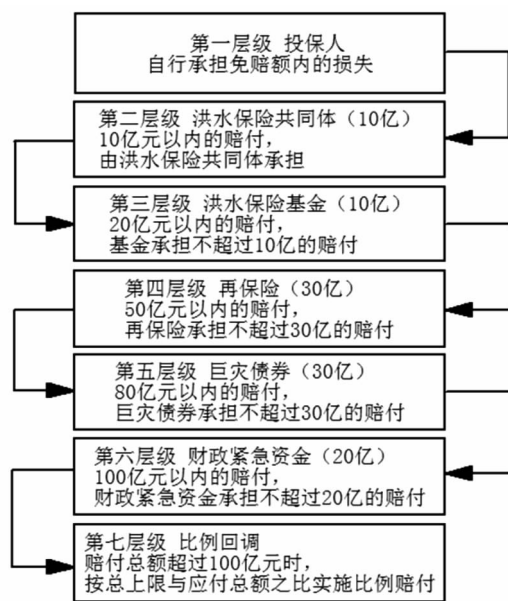 第一层级 投保人
自行承担免赔额内的损失
第二层级 洪水保险共同体（10亿）
10亿元以内的赔付，
由洪水保险共同体承担
第三层级 洪水保险基金（10亿）
20亿元以内的赔付，
基金承担不超过10亿的赔付
第四层级 再保险（30亿）
50亿元以内的赔付，
再保险承担不超过30亿的赔付
第五层级 巨灾债券（30亿）
80亿元以内的赔付，
巨灾债券承担不超过30亿的赔付
第六层级 财政紧急资金（20亿）
100亿元以内的赔付，
财政紧急资金承担不超过20亿的赔付
第七层级 比例回调
赔付总额超过100亿元时，
按总上限与应付总额之比实施比例赔付